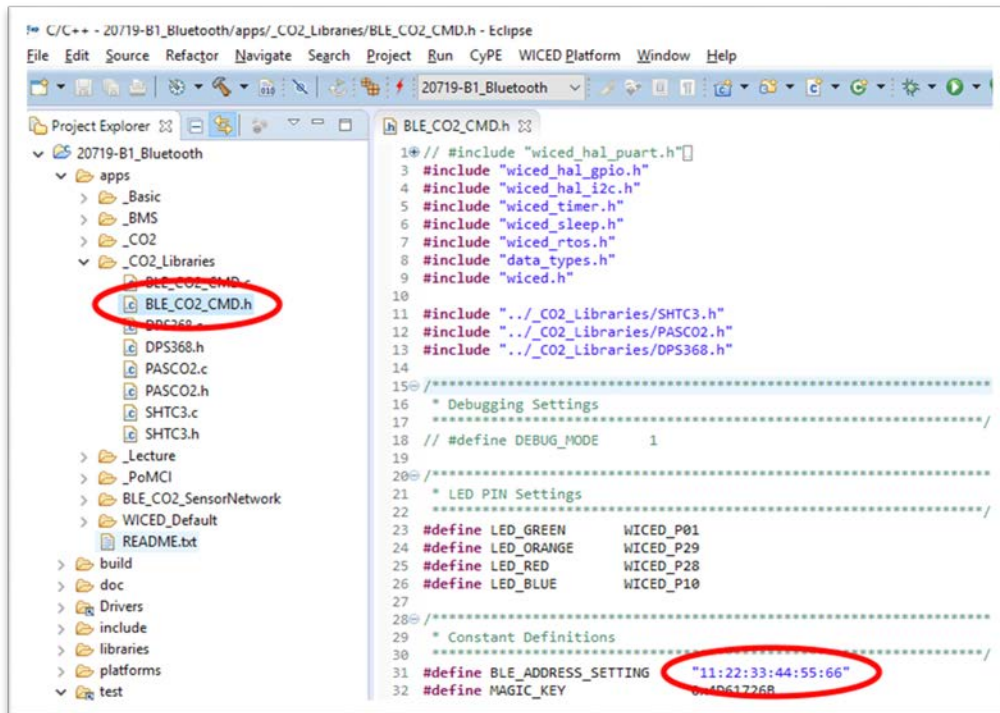 C/C++ - 20719-B1_Bluetooth/apps/_CO2_Libraries/BLE_CO2_CMD.h - Eclipse
File Edit Source Refactor Navigate Search Project Run CyPE WICED Platform Window Help
20719-B1_Bluetooth
Project Explorer
20719-B1_Bluetooth
apps
_Basic
_BMS
_CO2
_CO2_Libraries
BLE_CO2_CMD.c
BLE_CO2_CMD.h
DPS368.c
DPS368.h
PASCO2.c
PASCO2.h
SHTC3.c
SHTC3.h
_Lecture
_PoMCI
BLE_CO2_SensorNetwork
WICED_Default
README.txt
build
doc
Drivers
include
libraries
platforms
test
BLE_CO2_CMD.h
1 // #include "wiced_hal_puart.h"
3 #include "wiced_hal_gpio.h"
4 #include "wiced_hal_i2c.h"
5 #include "wiced_timer.h"
6 #include "wiced_sleep.h"
7 #include "wiced_rtos.h"
8 #include "data_types.h"
9 #include "wiced.h"
10
11 #include "../_CO2_Libraries/SHTC3.h"
12 #include "../_CO2_Libraries/PASCO2.h"
13 #include "../_CO2_Libraries/DPS368.h"
14
15 /*******************************************************************
16 * Debugging Settings
17 *******************************************************************/
18 // #define DEBUG_MODE 1
19
20 /*******************************************************************
21 * LED PIN Settings
22 *******************************************************************/
23 #define LED_GREEN WICED_P01
24 #define LED_ORANGE WICED_P29
25 #define LED_RED WICED_P28
26 #define LED_BLUE WICED_P10
27
28 /*******************************************************************
29 * Constant Definitions
30 *******************************************************************/
31 #define BLE_ADDRESS_SETTING "11:22:33:44:55:66"
32 #define MAGIC_KEY 0x4D61726B